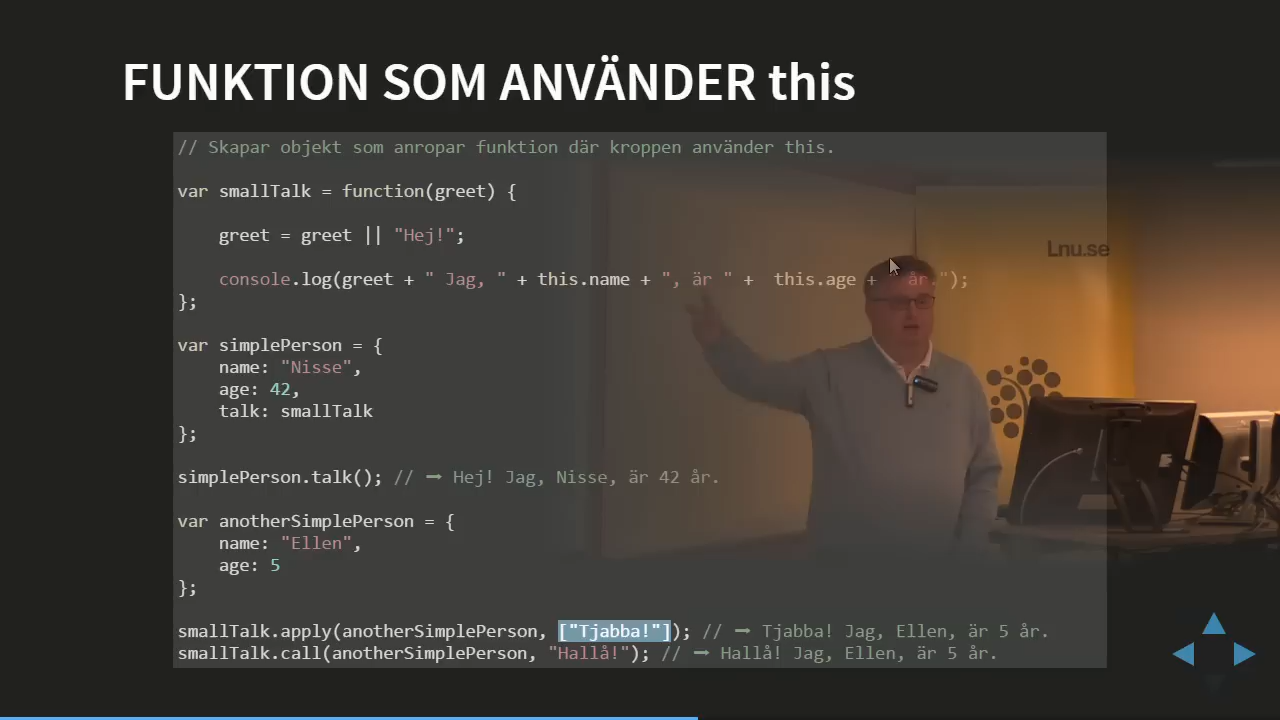 FUNKTION SOM ANVÄNDER this
// Skapar objekt som anropar funktion där kroppen använder this.
var smallTalk = function(greet) {
greet = greet || "Hej!";
console.log(greet + " Jag, " + this.name + ", är " +  this.age + " år.");
};
var simplePerson = {
name: "Nisse",
age: 42,
talk: smallTalk
};
simplePerson.talk(); // ➞ Hej! Jag, Nisse, är 42 år.
var anotherSimplePerson = {
name: "Ellen",
age: 5
};
smallTalk.apply(anotherSimplePerson, ["Tjabba!"]); // ➞ Tjabba! Jag, Ellen, är 5 år.
smallTalk.call(anotherSimplePerson, "Hallå!"); // ➞ Hallå! Jag, Ellen, är 5 år.
Lnu.se